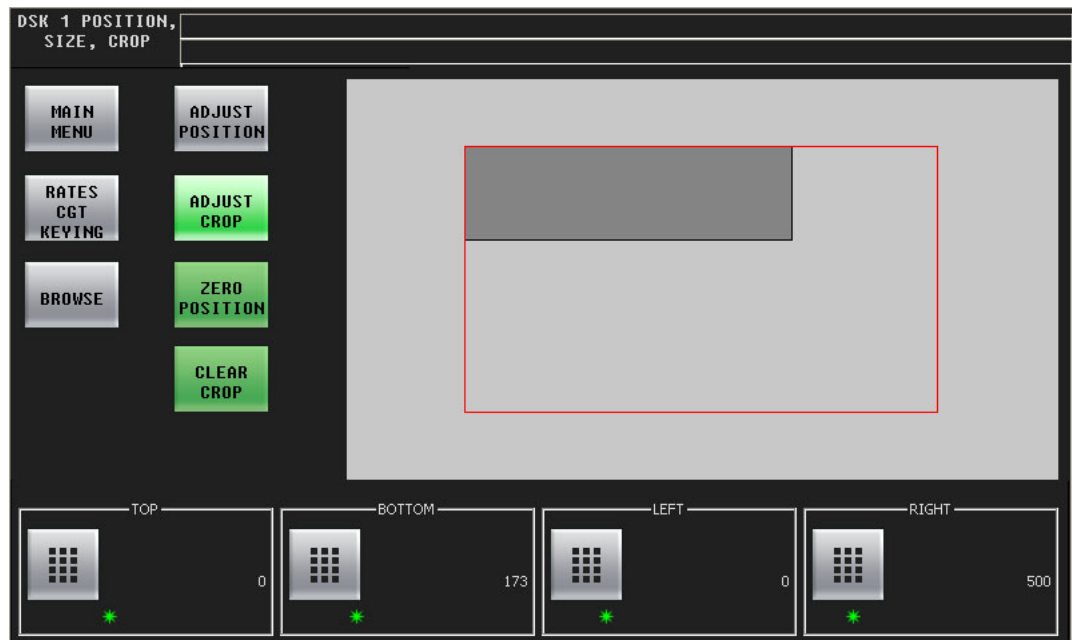 DSK 1 POSITION,
SIZE, CROP
MAIN
MENU
ADJUST
POSITION
RATES
CGT
KEYING
ADJUST
CROP
BROWSE
ZERO
POSITION
CLEAR
CROP
TOP
0
BOTTOM
173
LEFT
0
RIGHT
500